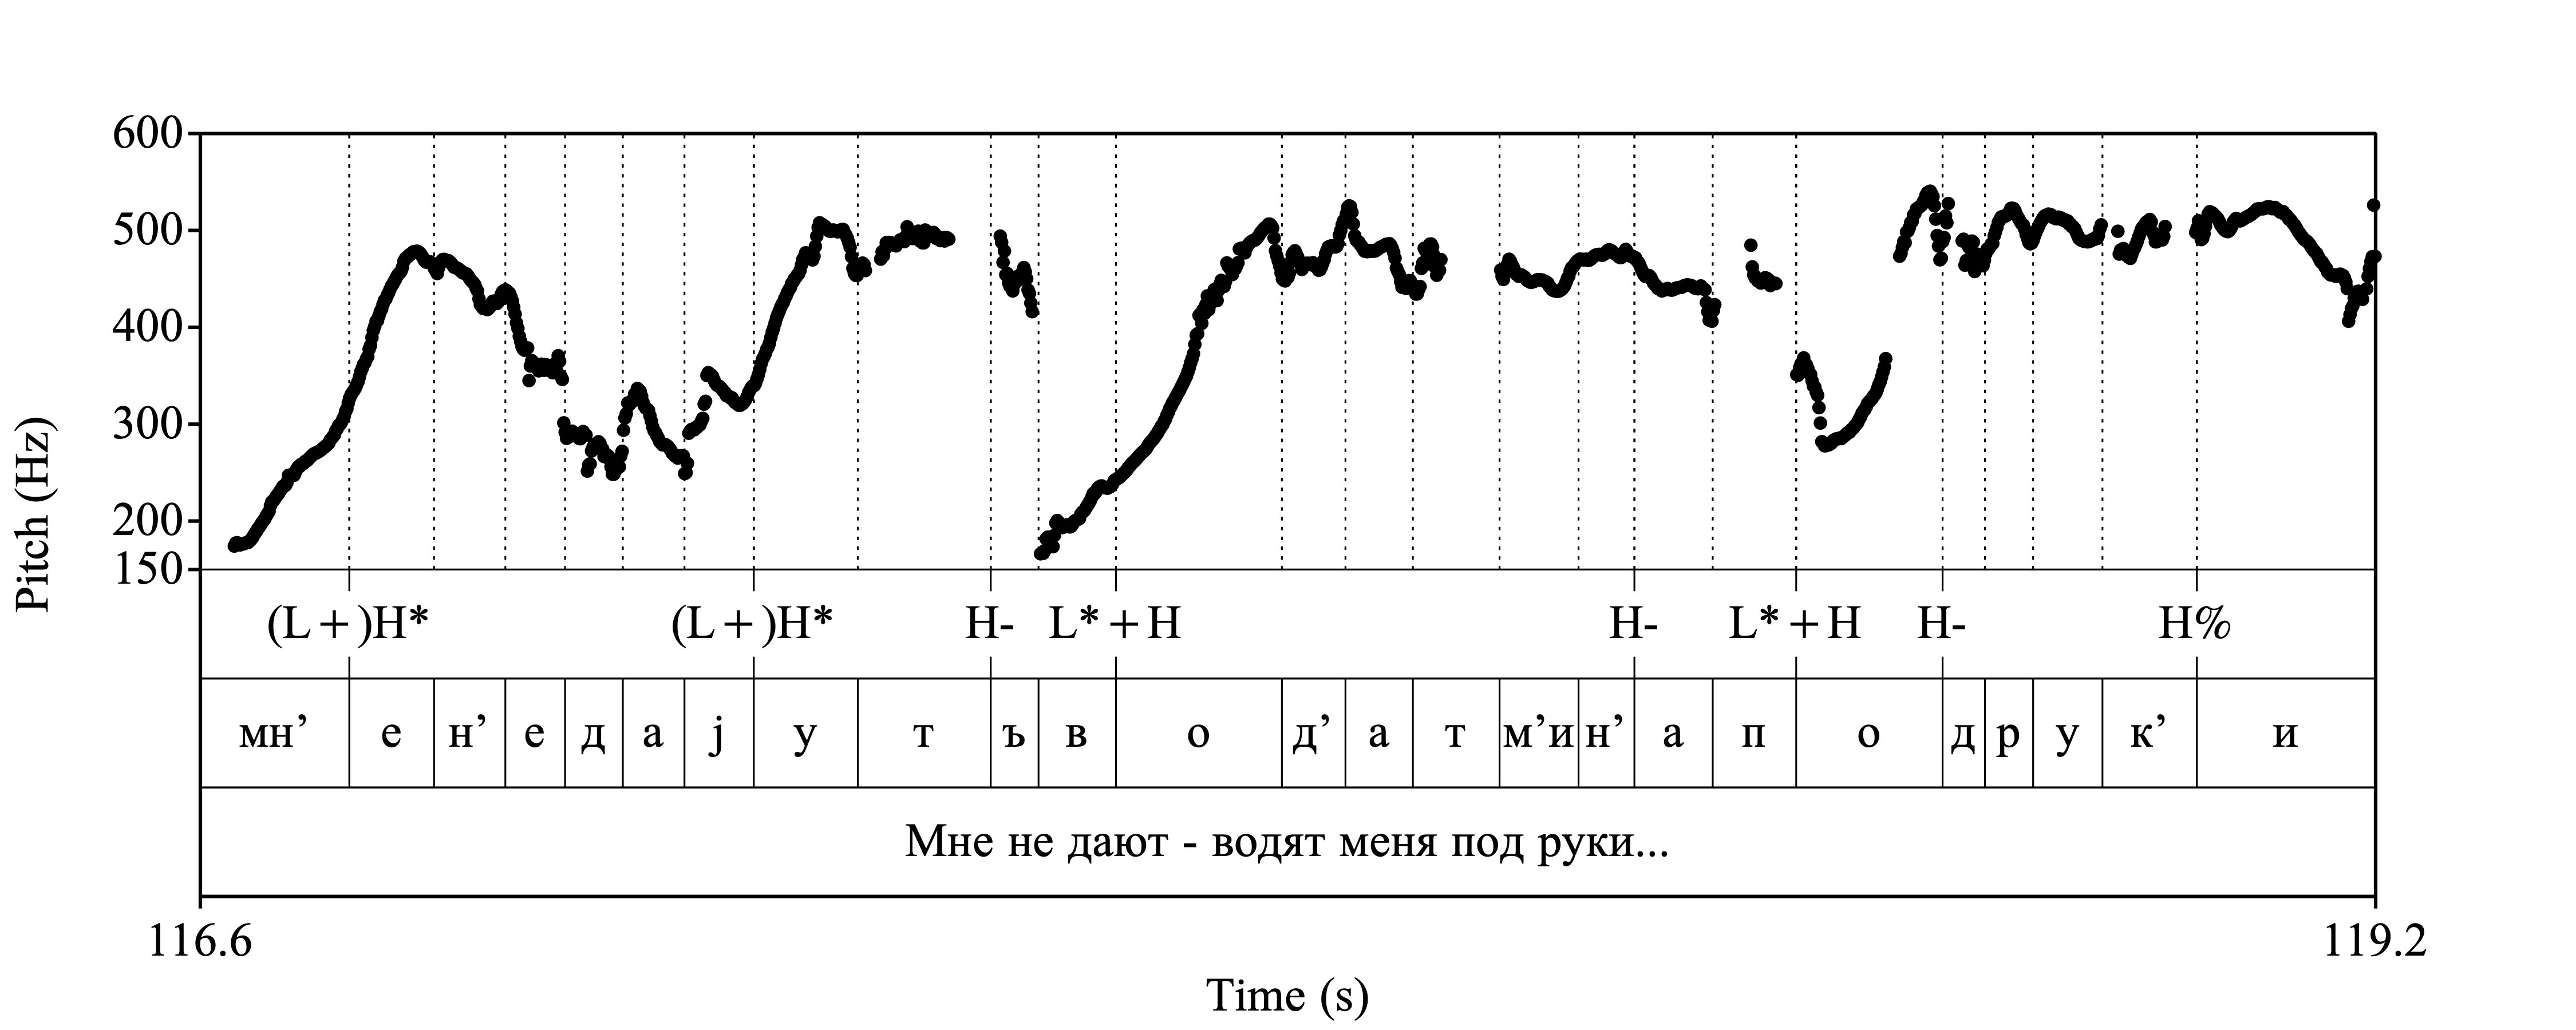 600
500
400
300
200
150
Pitch (Hz)
(L+)H* (L+)H* H- L*+H H- L*+H H- H%
мн’ е н’ е д а j у т ъ в о д’ а т м’и н’ а п о д р у к’ и
Мне не дают - водят меня под руки...
116.6 119.2
Time (s)